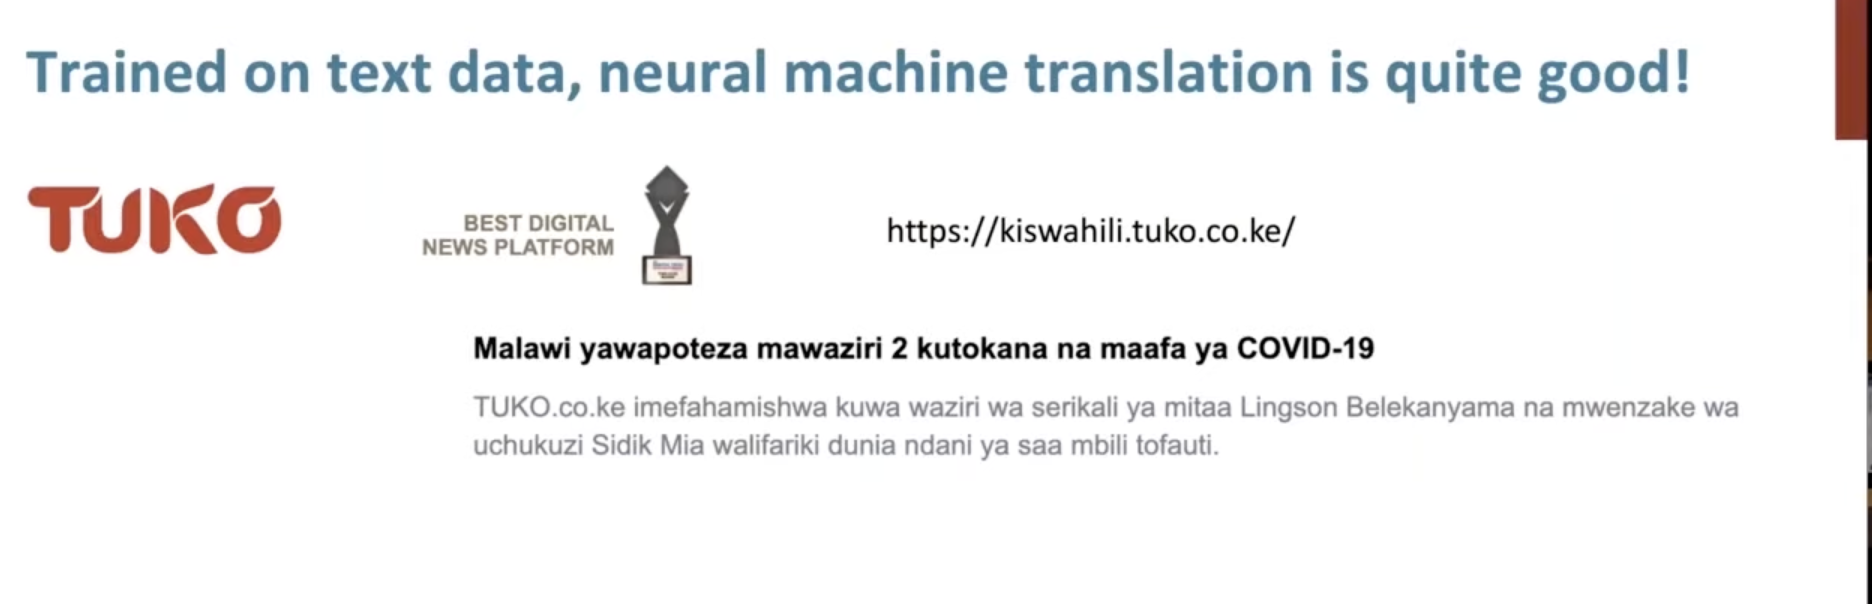 Trained on text data, neural machine translation is quite good!
TUKO
BEST DIGITAL
NEWS PLATFORM
https://kiswahili.tuko.co.ke/
Malawi yawapoteza mawaziri 2 kutokana na maafa ya COVID-19
TUKO.co.ke imefahamishwa kuwa waziri wa serikali ya mitaa Lingson Belekanyama na mwenzake wa
uchukuzi Sidik Mia walifariki dunia ndani ya saa mbili tofauti.